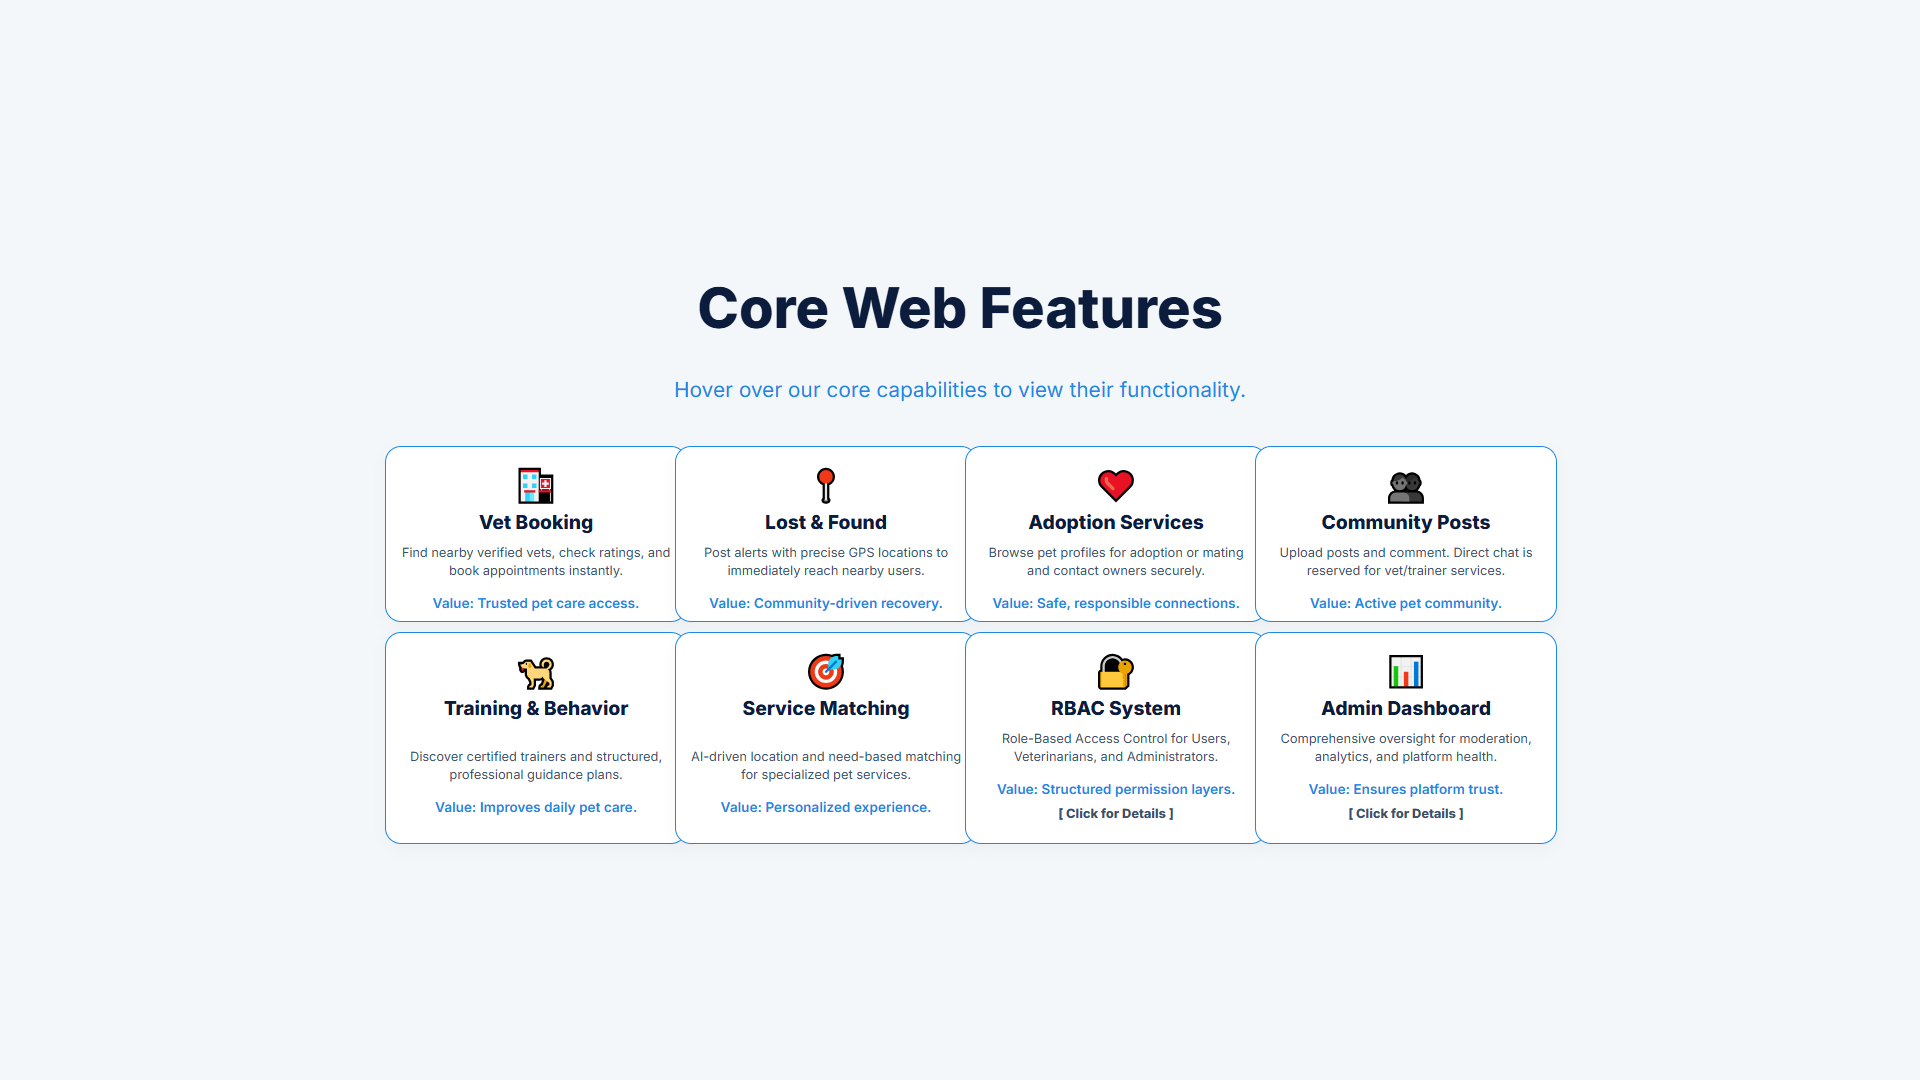 Core Web Features
Hover over our core capabilities to view their functionality.
Vet Booking
Find nearby verified vets, check ratings, and
book appointments instantly.
Value: Trusted pet care access.
Lost & Found
Post alerts with precise GPS locations to
immediately reach nearby users.
Value: Community-driven recovery.
Adoption Services
Browse pet profiles for adoption or mating
and contact owners securely.
Value: Safe, responsible connections.
Community Posts
Upload posts and comment. Direct chat is
reserved for vet/trainer services.
Value: Active pet community.
Training & Behavior
Discover certified trainers and structured,
professional guidance plans.
Value: Improves daily pet care.
Service Matching
AI-driven location and need-based matching
for specialized pet services.
Value: Personalized experience.
RBAC System
Role-Based Access Control for Users,
Veterinarians, and Administrators.
Value: Structured permission layers.
[ Click for Details ]
Admin Dashboard
Comprehensive oversight for moderation,
analytics, and platform health.
Value: Ensures platform trust.
[ Click for Details ]